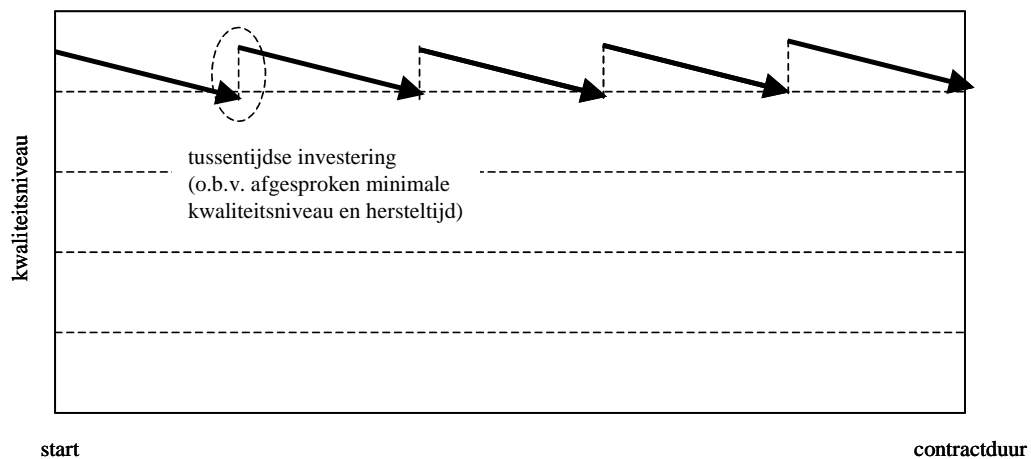 tussentijdse investering
(o.b.v. afgesproken minimale
kwaliteitsniveau en hersteltijd)
kwaliteitsniveau
start
contractduur